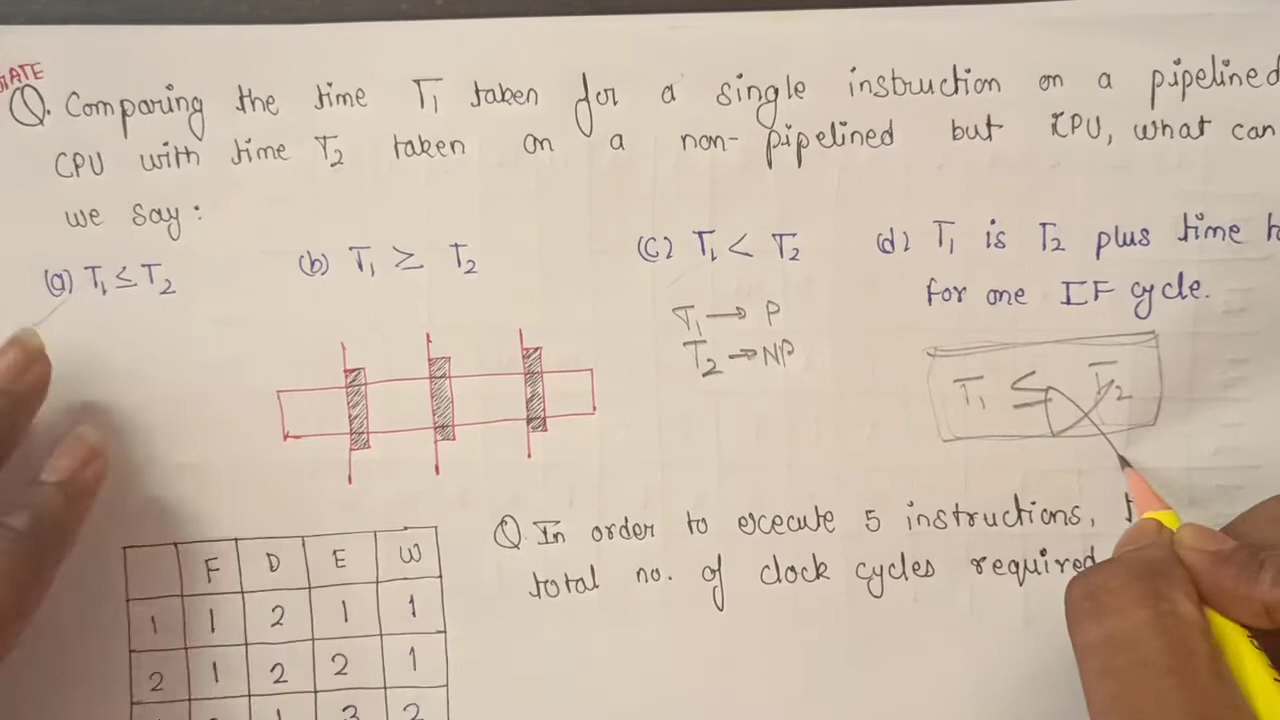 GATE
Q. Comparing the time T₁ taken for a single instruction on a pipelined
CPU with time T₂ taken on a non-pipelined but CPU, what can
we say:
(a) T₁ ≤ T₂
(b) T₁ ≥ T₂
(c) T₁ < T₂
(d) T₁ is T₂ plus time
for one IF cycle.
T₁ → P
T₂ → NP
T₁ ≤ T₂
Q. In order to execute 5 instructions,
total no. of clock cycles required
F D E W
1 1 2 1 1
2 1 2 2 1
1 3 2